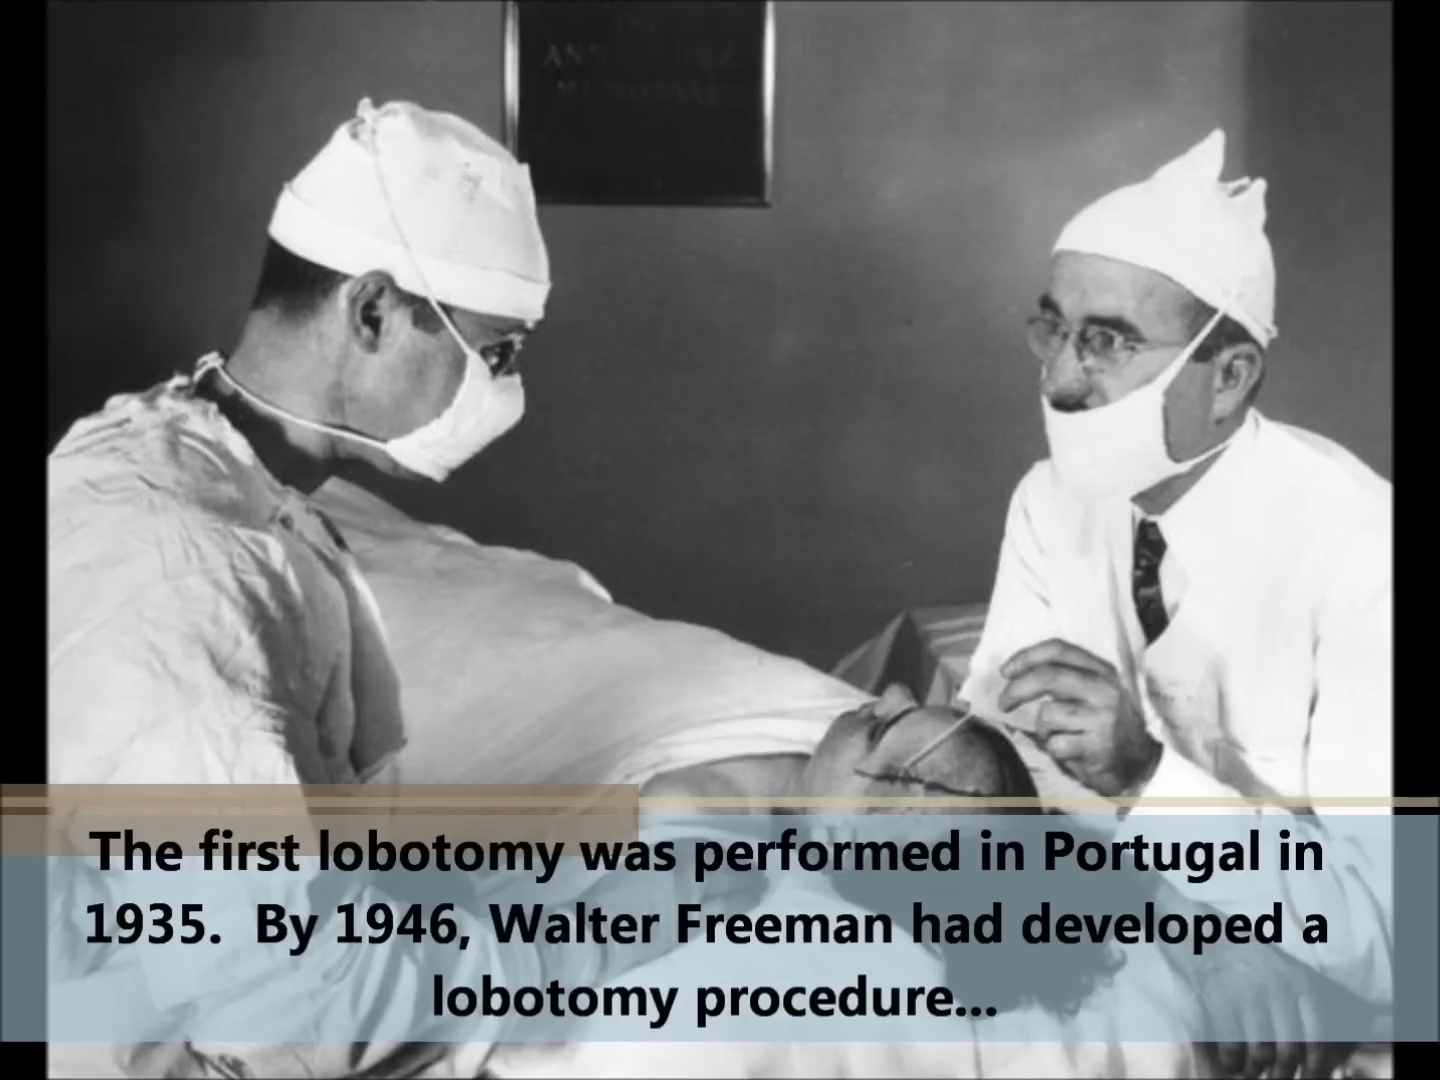 The first lobotomy was performed in Portugal in
1935.  By 1946, Walter Freeman had developed a
lobotomy procedure...